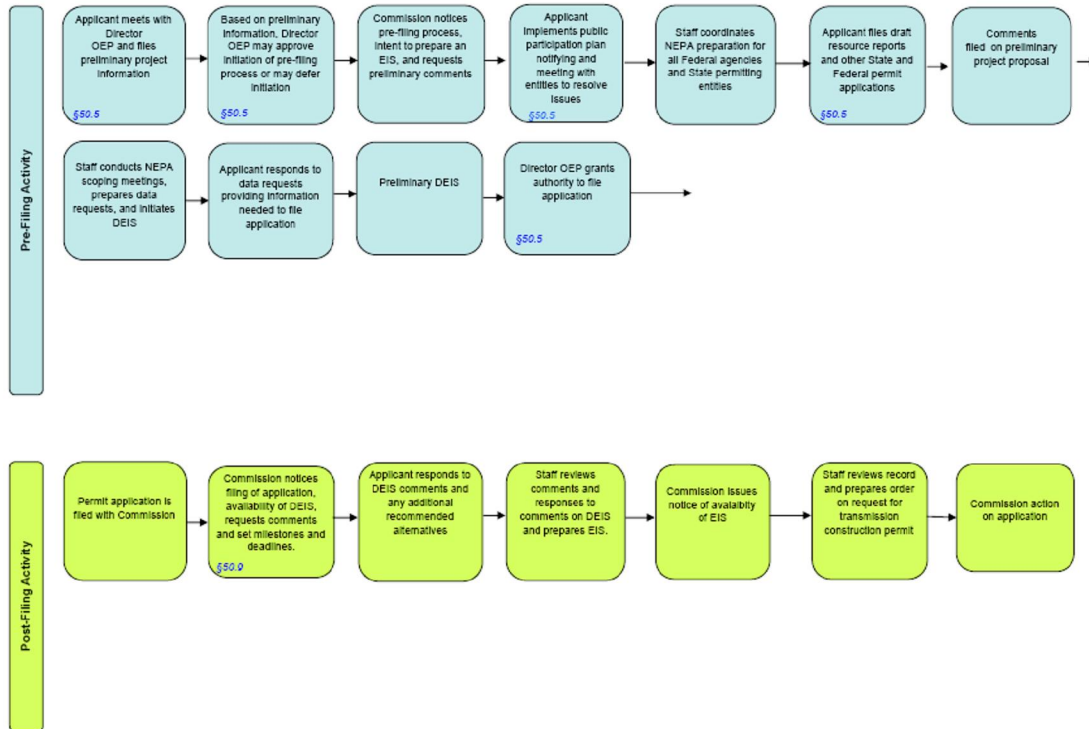 Pre-Filing Activity
Applicant meets with
Director
OEP and files
preliminary project
information
§50.5
Based on preliminary
information, Director
OEP may approve
initiation of pre-filing
process or may defer
initiation
§50.5
Commission notices
pre-filing process,
intent to prepare an
EIS, and requests
preliminary comments
Applicant
implements public
participation plan
notifying and
meeting with
entities to resolve
issues
§50.5
Staff coordinates
NEPA preparation for
all Federal agencies
and State permitting
entities
Applicant files draft
resource reports
and other State and
Federal permit
applications
§50.5
Comments
filed on preliminary
project proposal
Staff conducts NEPA
scoping meetings,
prepares data
requests, and initiates
DEIS
Applicant responds to
data requests
providing information
needed to file
application
Preliminary DEIS
Director OEP grants
authority to file
application
§50.5
Post-Filing Activity
Permit application is
filed with Commission
Commission notices
filing of application,
availability of DEIS,
requests comments
and set milestones and
deadlines.
§50.9
Applicant responds to
DEIS comments and
any additional
recommended
alternatives
Staff reviews
comments and
responses to
comments on DEIS
and prepares EIS.
Commission issues
notice of avalaibity
of EIS
Staff reviews record
and prepares order
on request for
transmission
construction permit
Commission action
on application